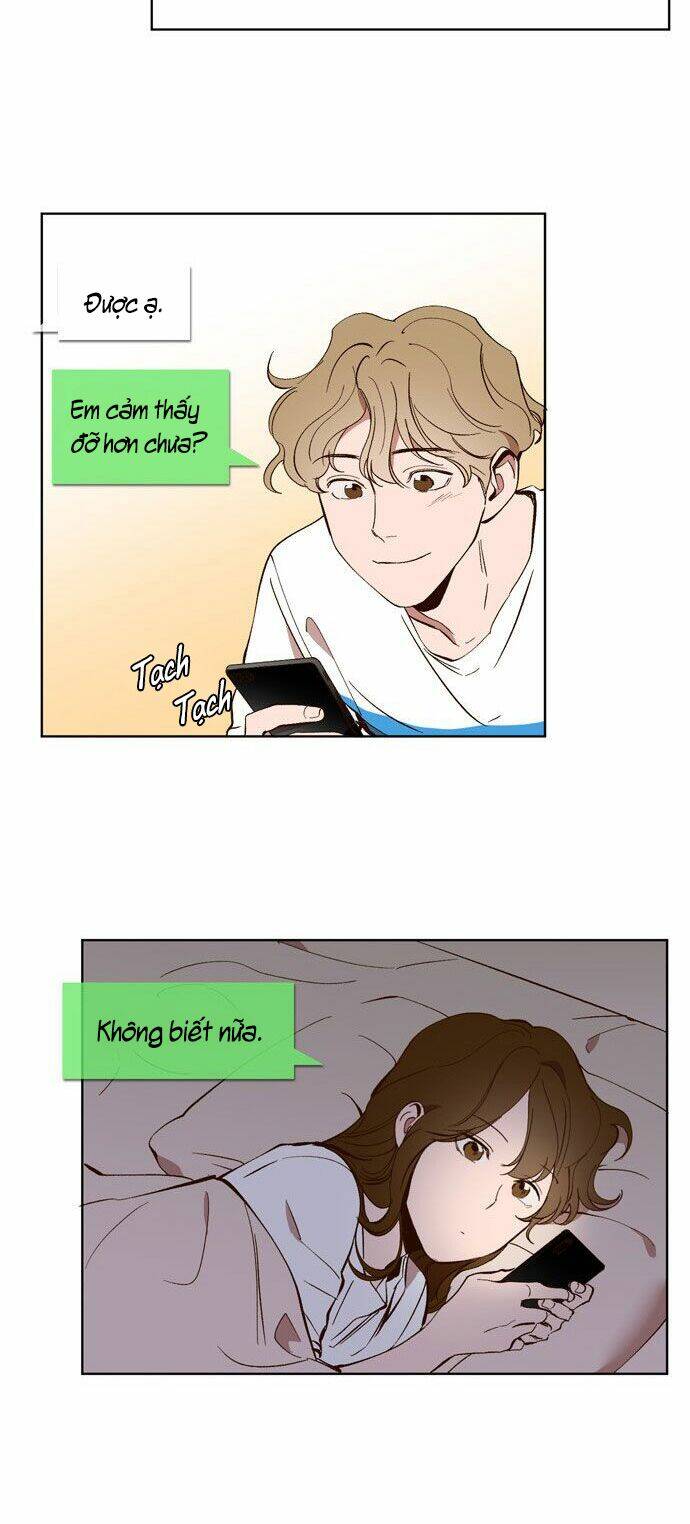 Được ạ.
Em cảm thấy
đỡ hơn chưa?
Tạch
Tạch
Không biết nữa.